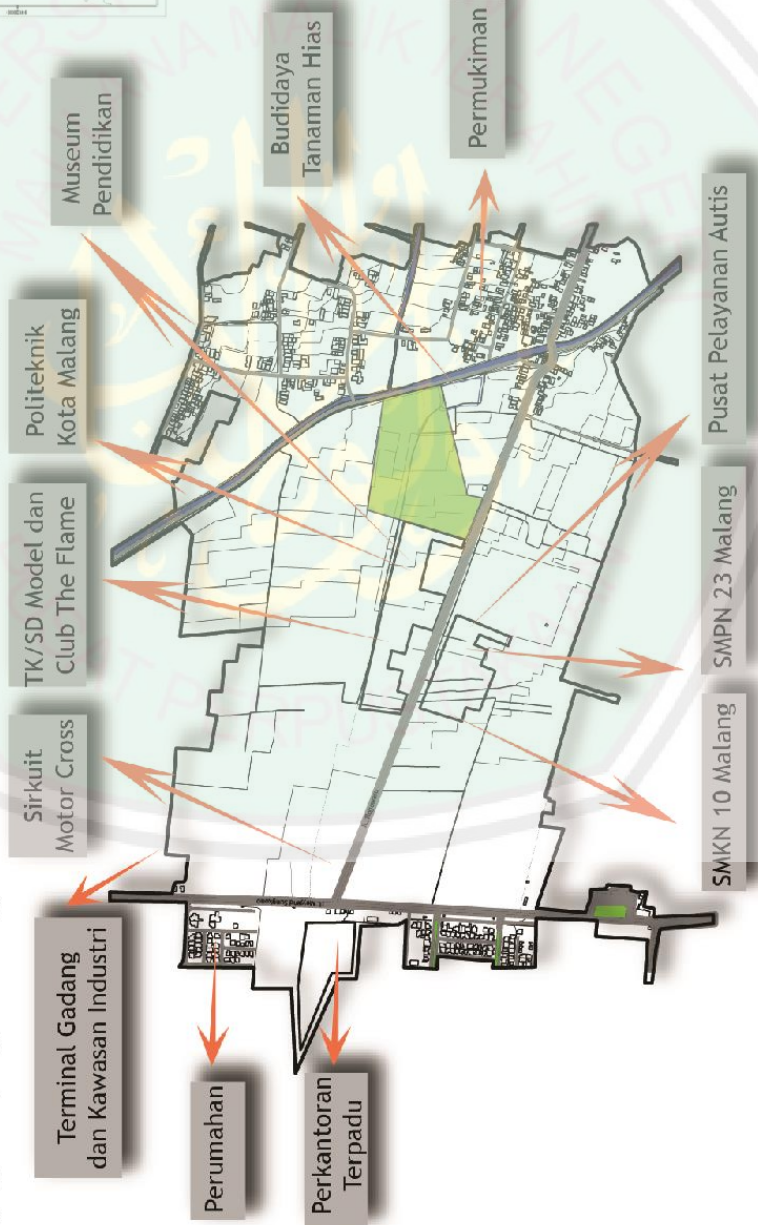 Museum
Pendidikan
Budidaya
Tanaman Hias
Permukiman
Politeknik
Kota Malang
TK/SD Model dan
Club The Flame
Sirkuit
Motor Cross
Terminal Gadang
dan Kawasan Industri
Perumahan
Perkantoran
Terpadu
Pusat Pelayanan Autis
SMPN 23 Malang
SMKN 10 Malang